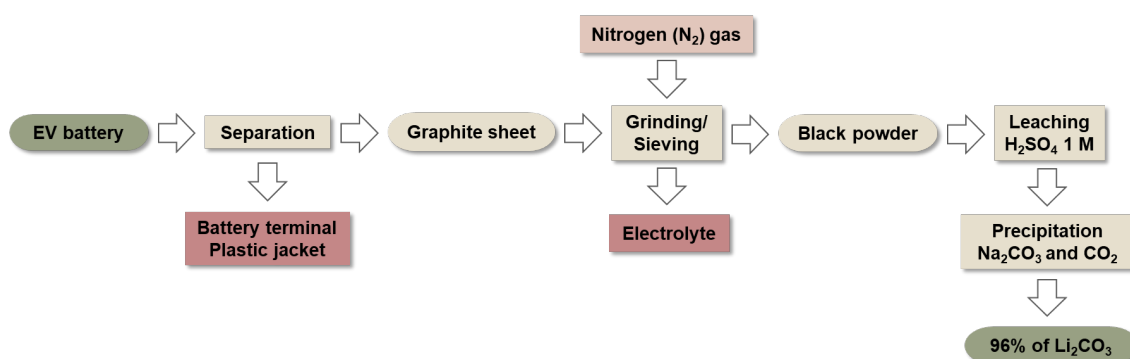 Nitrogen (N₂) gas
EV battery
Separation
Graphite sheet
Grinding/
Sieving
Black powder
Leaching
H₂SO₄ 1 M
Battery terminal
Plastic jacket
Electrolyte
Precipitation
Na₂CO₃ and CO₂
96% of Li₂CO₃